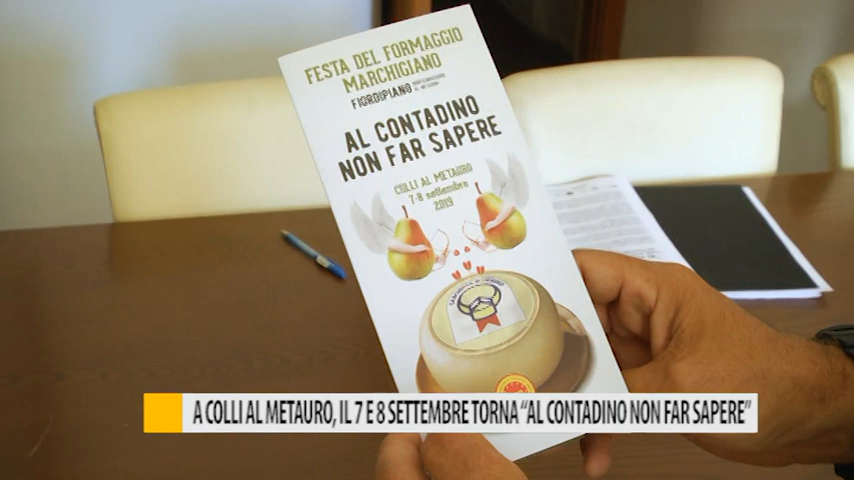 FESTA DEL FORMAGGIO
MARCHIGIANO
FIORDIPIANO
AL CONTADINO
NON FAR SAPERE
COLLI AL METAURO
7-8 settembre
2019
A COLLI AL METAURO, IL 7 E 8 SETTEMBRE TORNA “AL CONTADINO NON FAR SAPERE”